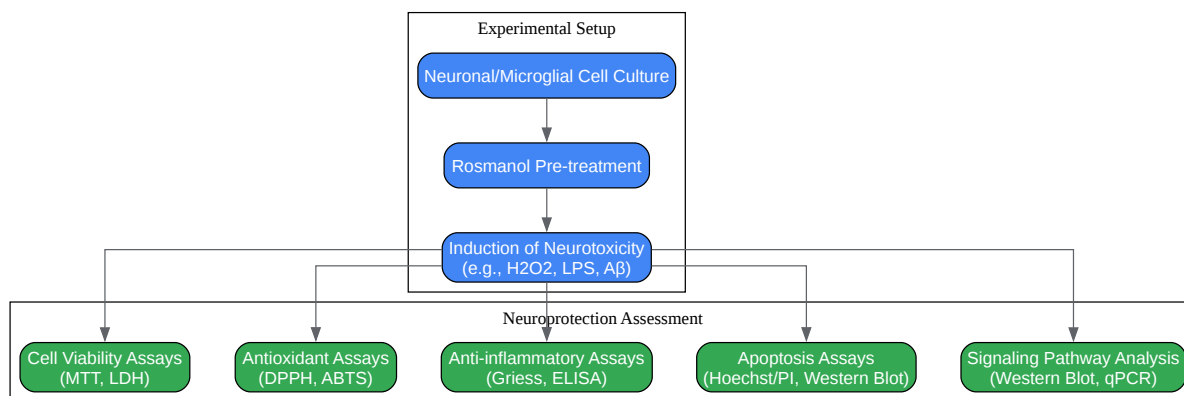 Experimental Setup
Neuronal/Microglial Cell Culture
Rosmanol Pre-treatment
Induction of Neurotoxicity
(e.g., H2O2, LPS, Aβ)
Neuroprotection Assessment
Cell Viability Assays
(MTT, LDH)
Antioxidant Assays
(DPPH, ABTS)
Anti-inflammatory Assays
(Griess, ELISA)
Apoptosis Assays
(Hoechst/PI, Western Blot)
Signaling Pathway Analysis
(Western Blot, qPCR)